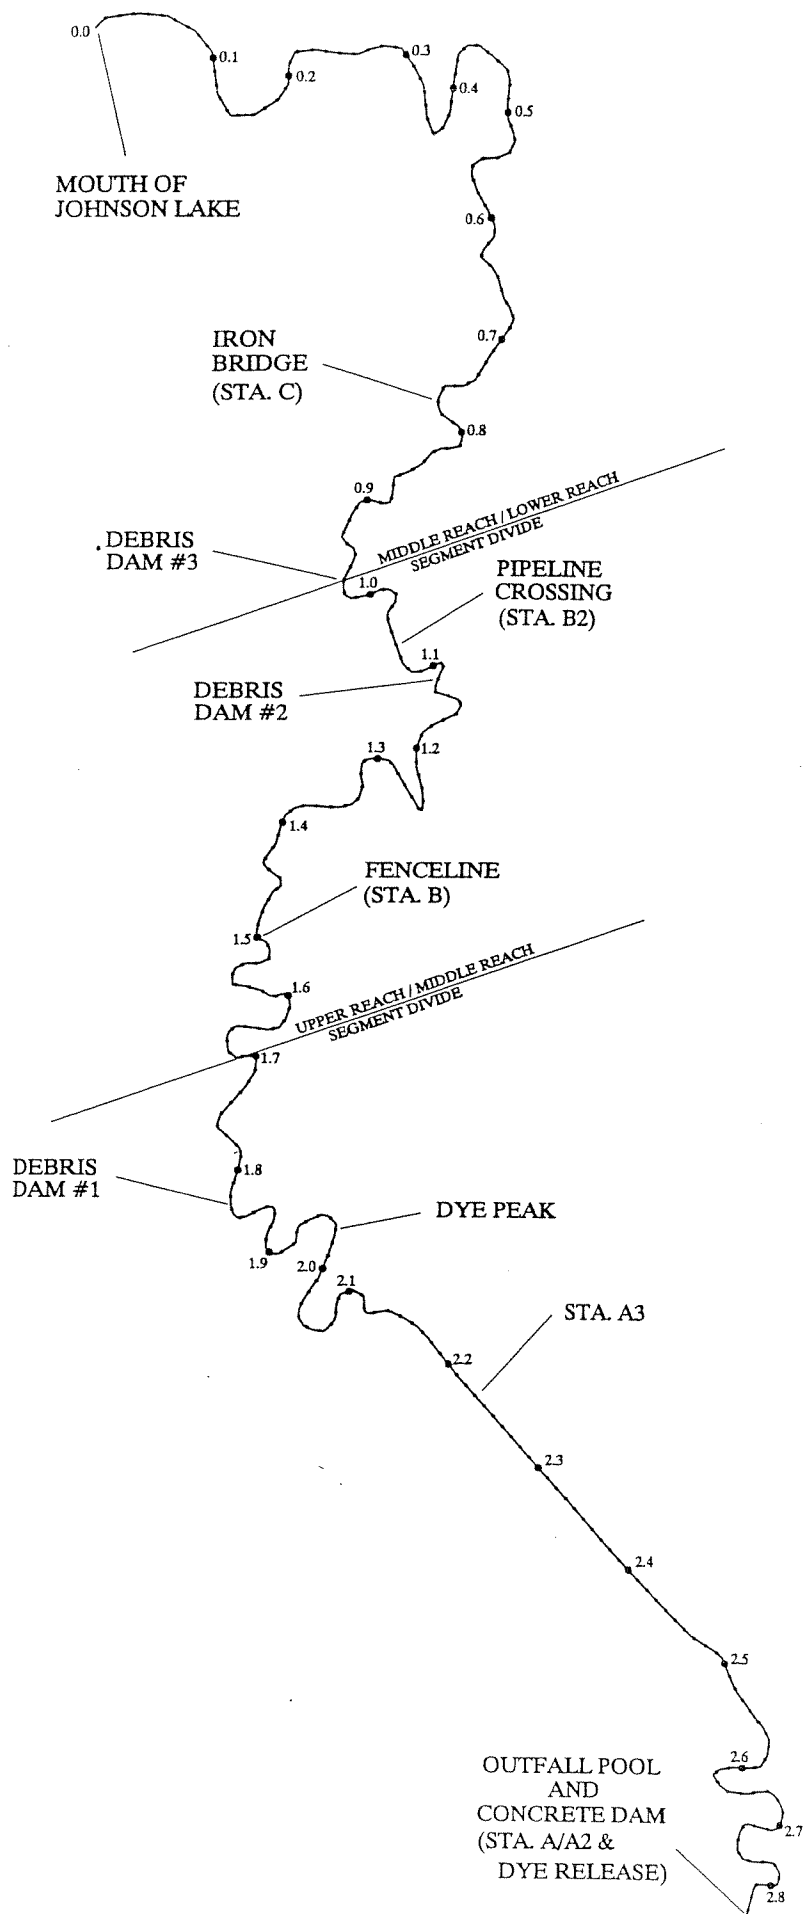 0.0
0.1
0.2
0.3
0.4
0.5
MOUTH OF
JOHNSON LAKE
0.6
0.7
IRON
BRIDGE
(STA. C)
0.8
0.9
MIDDLE REACH / LOWER REACH
SEGMENT DIVIDE
DEBRIS
DAM #3
1.0
PIPELINE
CROSSING
(STA. B2)
1.1
DEBRIS
DAM #2
1.2
1.3
1.4
FENCELINE
(STA. B)
1.5
1.6
UPPER REACH / MIDDLE REACH
SEGMENT DIVIDE
1.7
DEBRIS
DAM #1
1.8
DYE PEAK
1.9
2.0
2.1
STA. A3
2.2
2.3
2.4
2.5
2.6
OUTFALL POOL
AND
CONCRETE DAM
(STA. A/A2 &
DYE RELEASE)
2.7
2.8